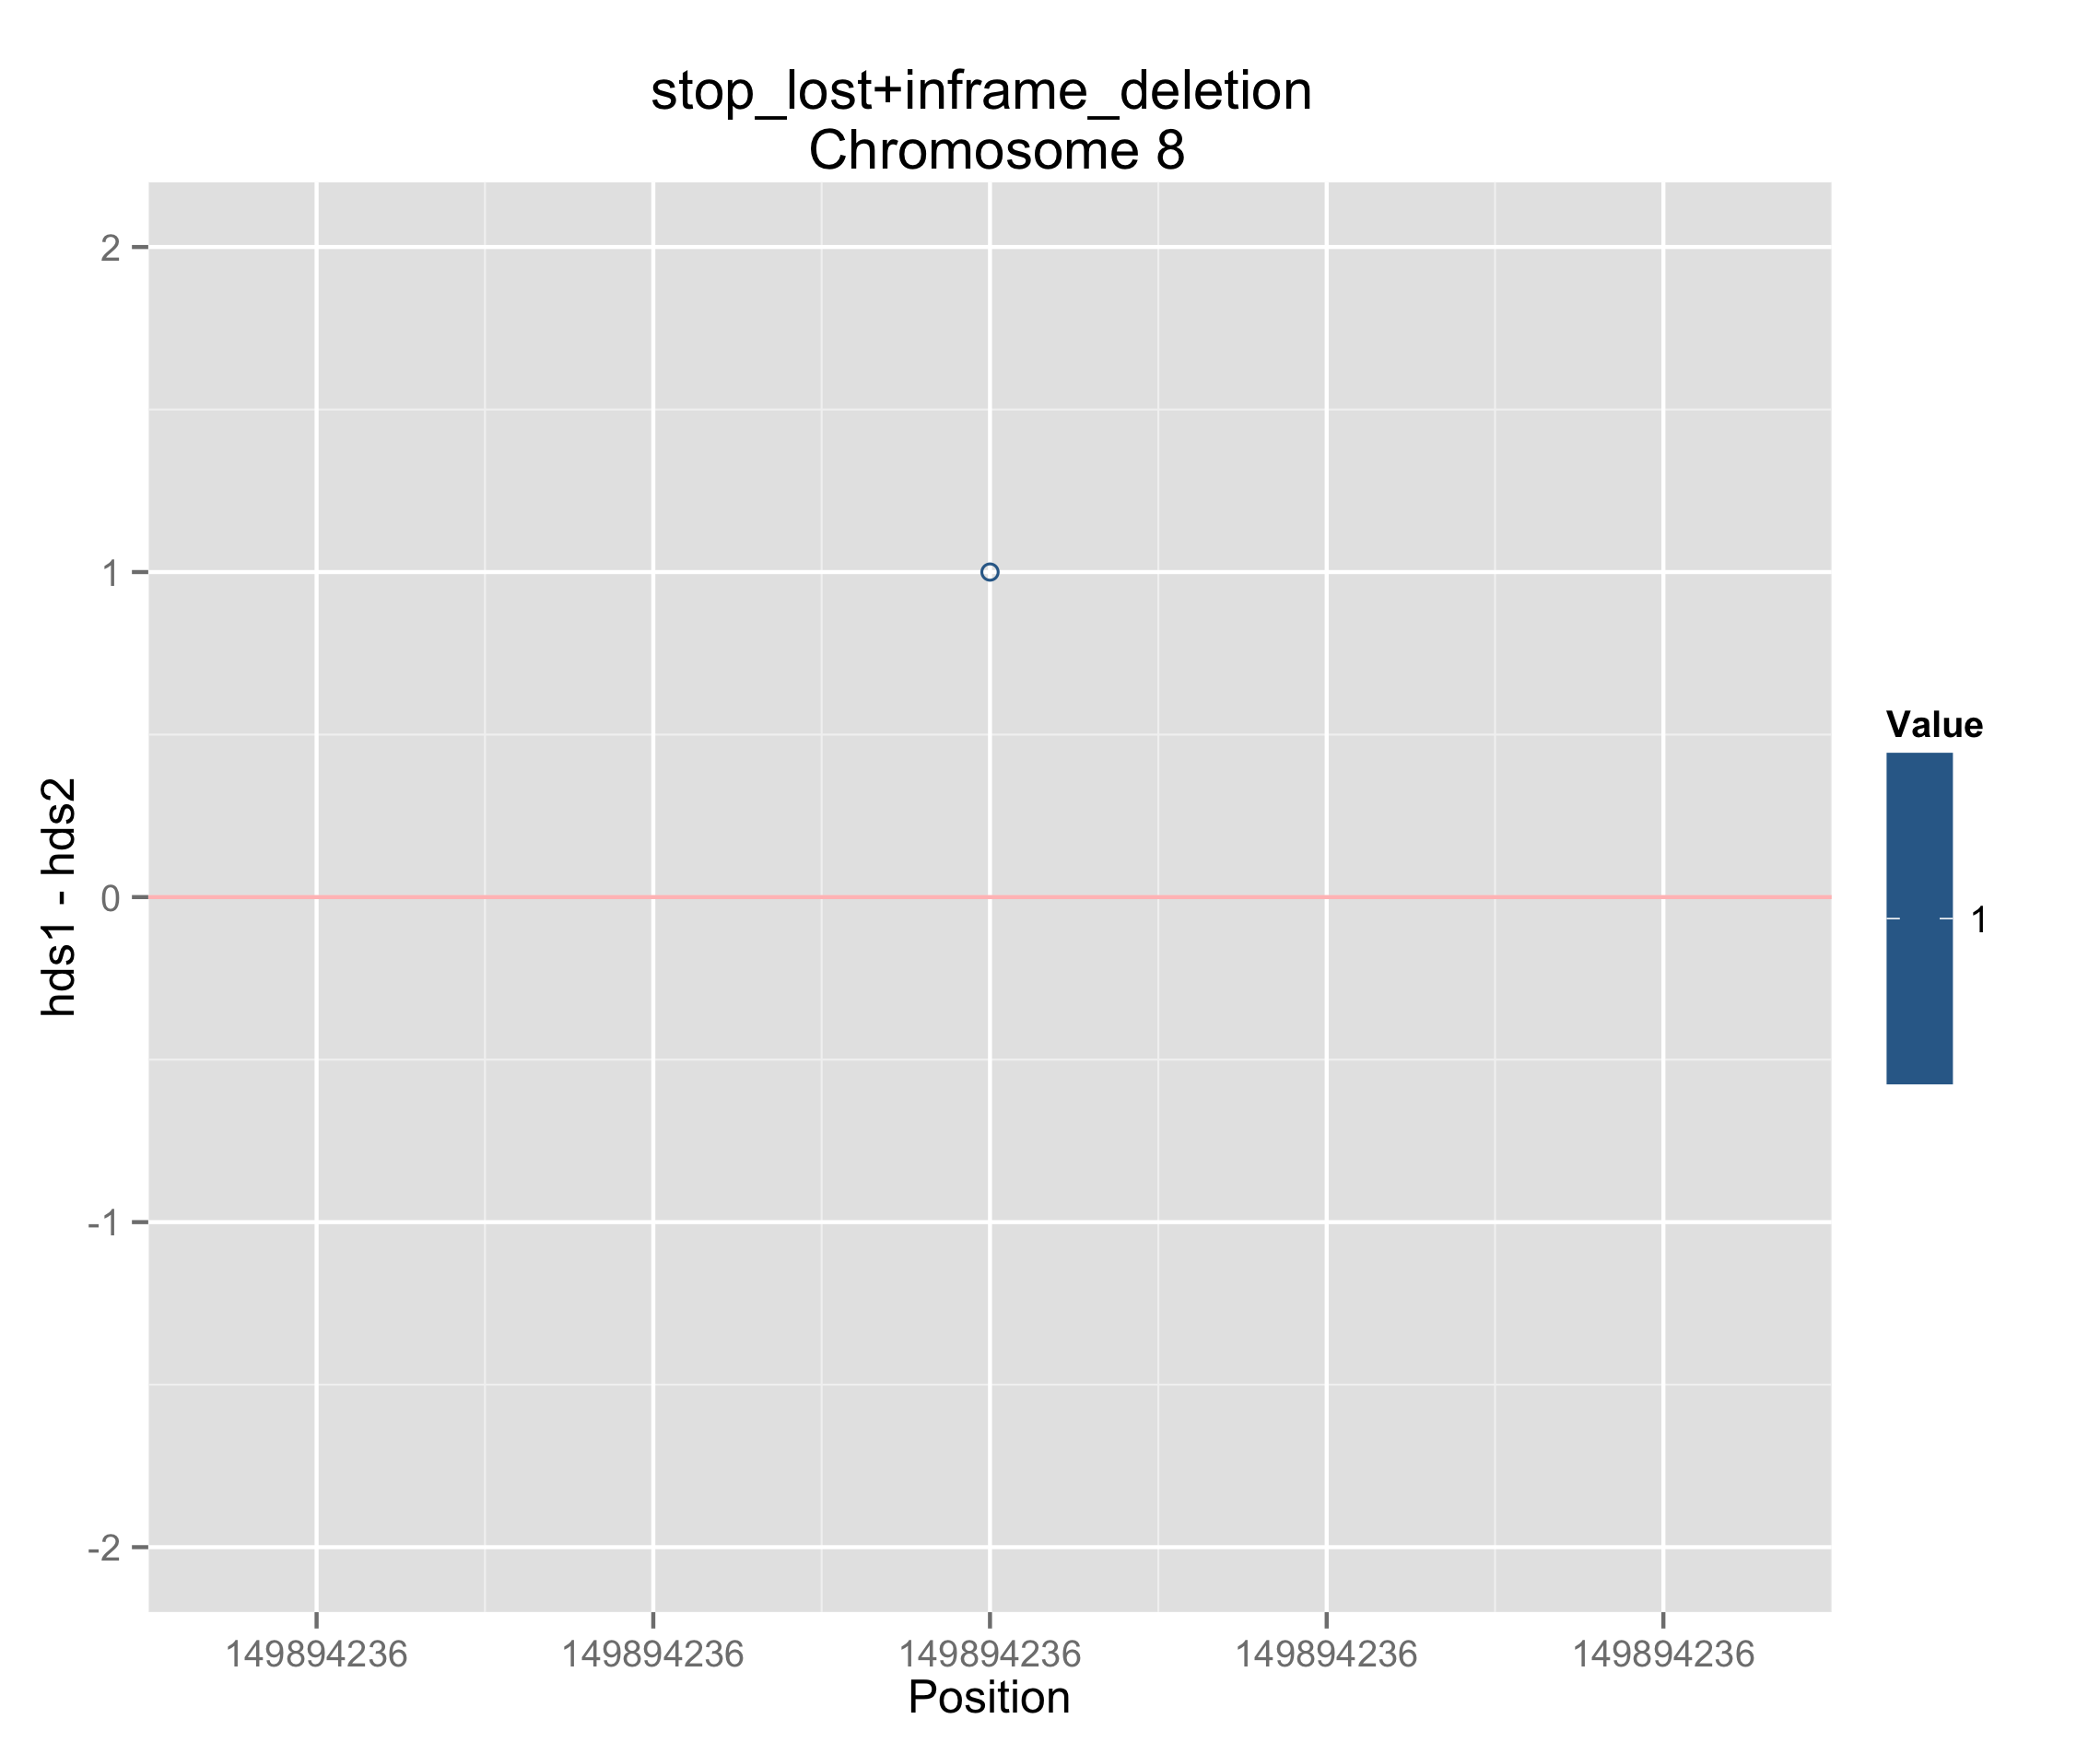 stop_lost+inframe_deletion
Chromosome 8
2
1
0
-1
-2
hds1 - hds2
149894236 149894236 149894236 149894236 149894236
Position
Value
1